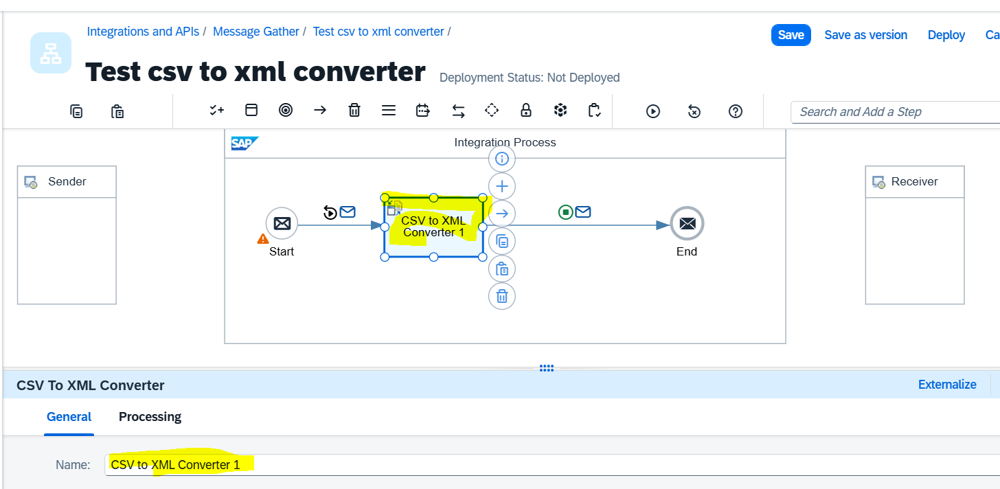 Integrations and APIs / Message Gather / Test csv to xml converter /
Save Save as version Deploy
Test csv to xml converter Deployment Status: Not Deployed
Search and Add a Step
SAP Integration Process
Sender
Receiver
CSV to XML
Converter 1
Start
End
CSV To XML Converter Externalize
General Processing
Name: CSV to XML Converter 1